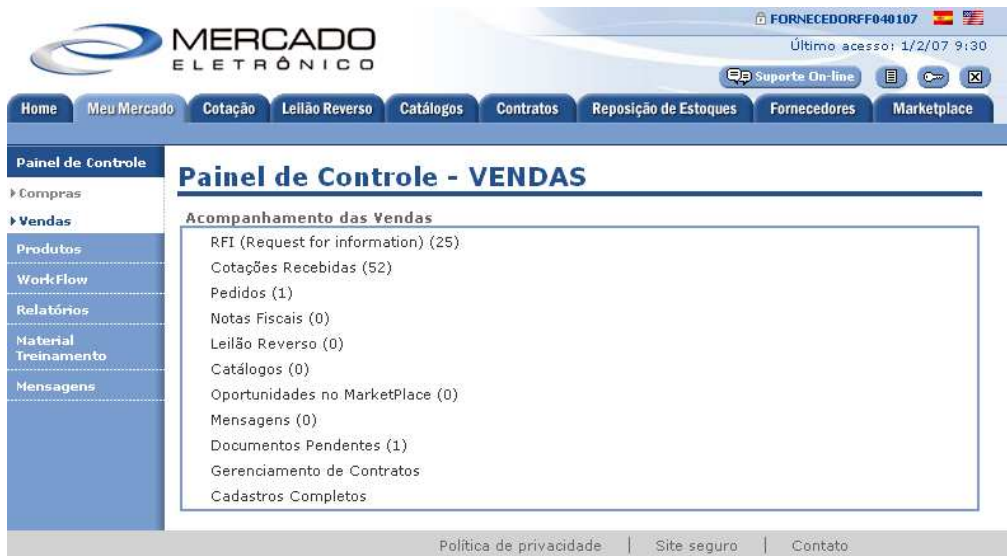 FORNECEDORFF040107
MERCADO
ELETRÔNICO
Último acesso: 1/2/07 9:30
Suporte On-line
Home Meu Mercado Cotação Leilão Reverso Catálogos Contratos Reposição de Estoques Fornecedores Marketplace
Painel de Controle
Compras
Vendas
Produtos
WorkFlow
Relatórios
Material
Treinamento
Mensagens
Painel de Controle - VENDAS
Acompanhamento das Vendas
RFI (Request for information) (25)
Cotações Recebidas (52)
Pedidos (1)
Notas Fiscais (0)
Leilão Reverso (0)
Catálogos (0)
Oportunidades no MarketPlace (0)
Mensagens (0)
Documentos Pendentes (1)
Gerenciamento de Contratos
Cadastros Completos
Política de privacidade | Site seguro | Contato